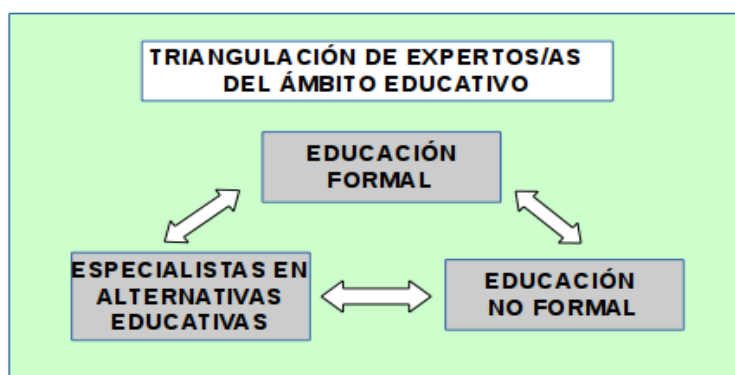 TRIANGULACIÓN DE EXPERTOS/AS
DEL ÁMBITO EDUCATIVO
EDUCACIÓN
FORMAL
ESPECIALISTAS EN
ALTERNATIVAS
EDUCATIVAS
EDUCACIÓN
NO FORMAL